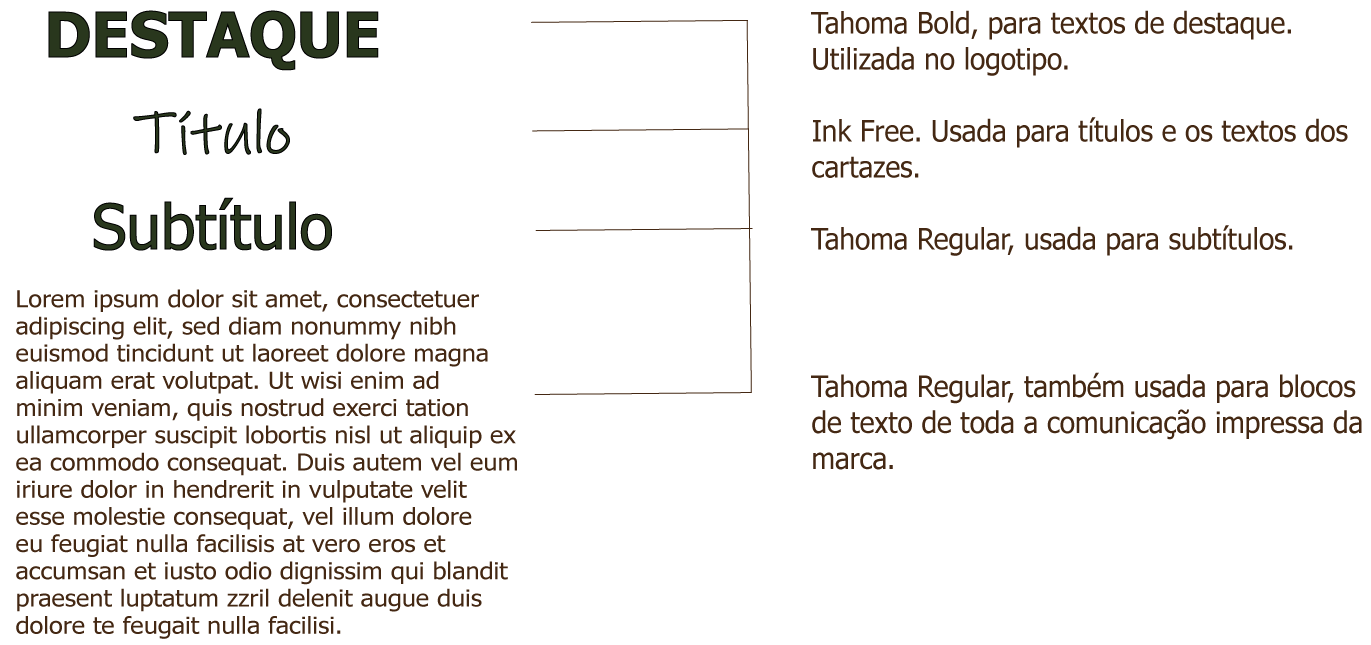 DESTAQUE
Título
Subtítulo
Lorem ipsum dolor sit amet, consectetuer
adipiscing elit, sed diam nonummy nibh
euismod tincidunt ut laoreet dolore magna
aliquam erat volutpat. Ut wisi enim ad
minim veniam, quis nostrud exerci tation
ullamcorper suscipit lobortis nisl ut aliquip ex
ea commodo consequat. Duis autem vel eum
iriure dolor in hendrerit in vulputate velit
esse molestie consequat, vel illum dolore
eu feugiat nulla facilisis at vero eros et
accumsan et iusto odio dignissim qui blandit
praesent luptatum zzril delenit augue duis
dolore te feugait nulla facilisi.
Tahoma Bold, para textos de destaque.
Utilizada no logotipo.
Ink Free. Usada para títulos e os textos dos
cartazes.
Tahoma Regular, usada para subtítulos.
Tahoma Regular, também usada para blocos
de texto de toda a comunicação impressa da
marca.